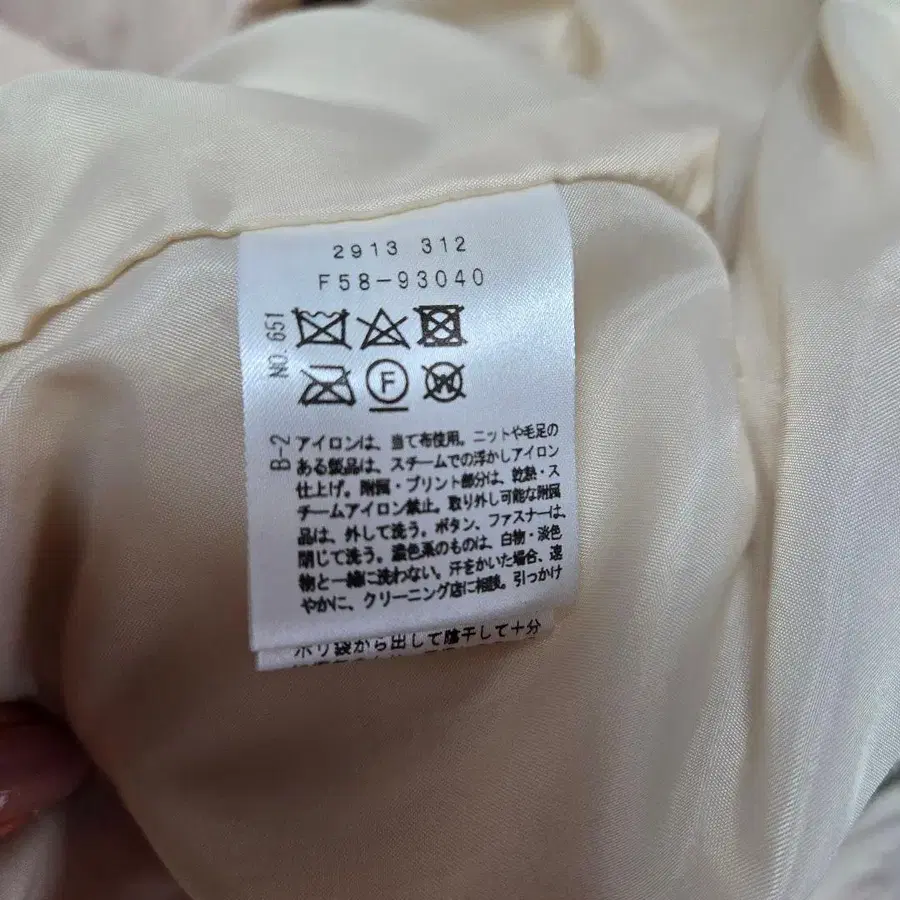 2913 312
F58-93040
NO. 651
F
W
B-2
アイロンは、当て布使用。ニットや毛足の
ある製品は、スチームでの浮かしアイロン
仕上げ。附属・プリント部分は、乾熱・ス
チームアイロン禁止。取り外し可能な附属
品は、外して洗う。ボタン、ファスナーは、
閉じて洗う。濃色系のものは、白物・淡色
物と一緒に洗わない。汗をかいた場合、速
やかに、クリーニング店に相談。引っかけ
ポリ袋から出して陰干しして十分